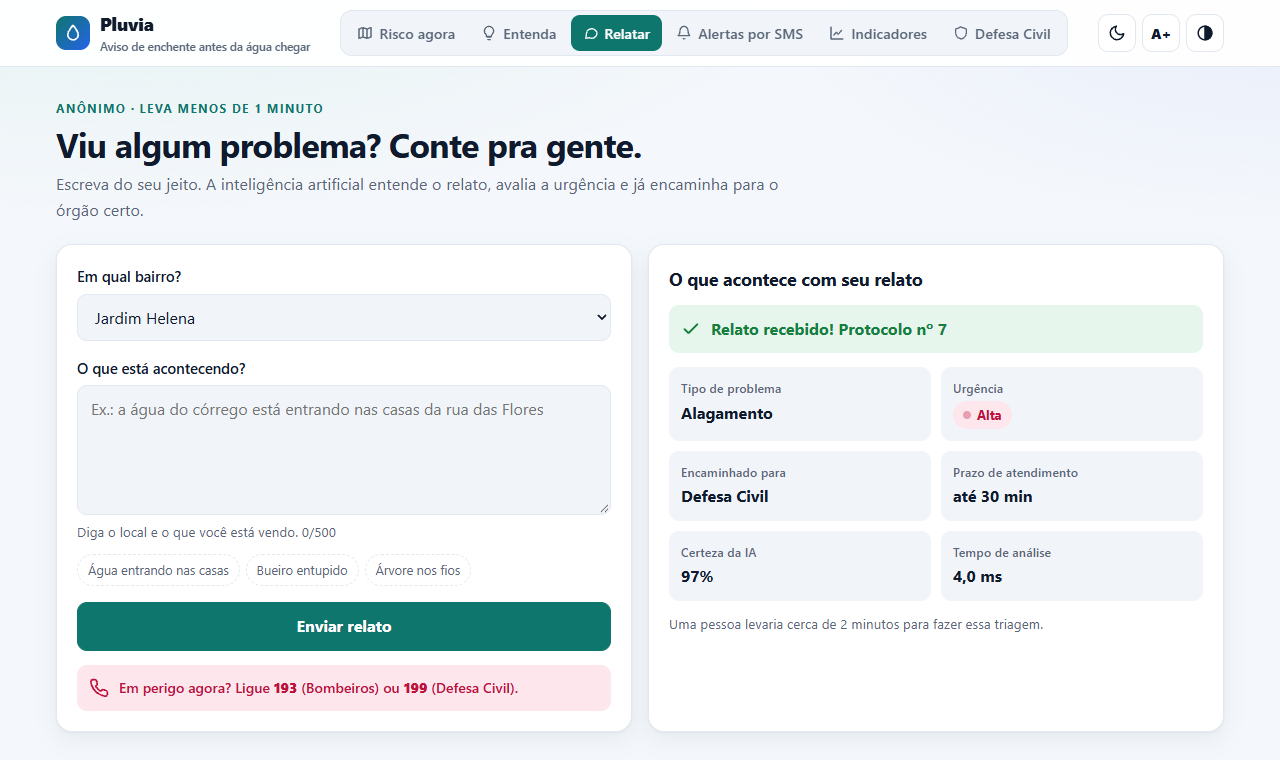 Pluvia
Aviso de enchente antes da água chegar
Risco agora
Entenda
Relatar
Alertas por SMS
Indicadores
Defesa Civil
A+
ANÔNIMO · LEVA MENOS DE 1 MINUTO
Viu algum problema? Conte pra gente.
Escreva do seu jeito. A inteligência artificial entende o relato, avalia a urgência e já encaminha para o
órgão certo.
Em qual bairro?
Jardim Helena
O que está acontecendo?
Ex.: a água do córrego está entrando nas casas da rua das Flores
Diga o local e o que você está vendo. 0/500
Água entrando nas casas
Bueiro entupido
Árvore nos fios
Enviar relato
Em perigo agora? Ligue 193 (Bombeiros) ou 199 (Defesa Civil).
O que acontece com seu relato
Relato recebido! Protocolo nº 7
Tipo de problema
Alagamento
Urgência
Alta
Encaminhado para
Defesa Civil
Prazo de atendimento
até 30 min
Certeza da IA
97%
Tempo de análise
4,0 ms
Uma pessoa levaria cerca de 2 minutos para fazer essa triagem.